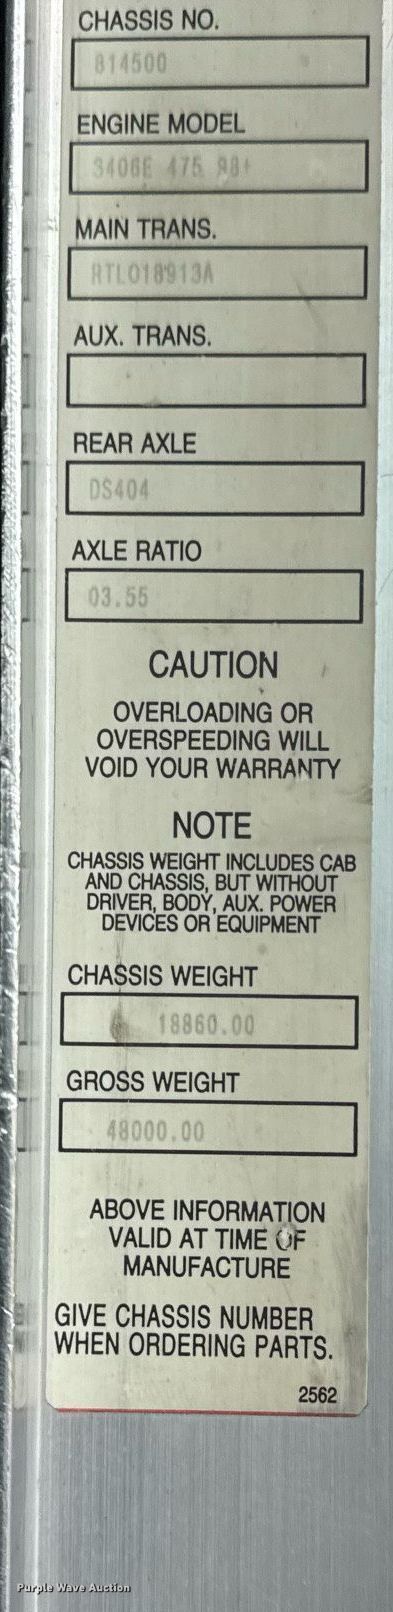 CHASSIS NO.
814500
ENGINE MODEL
3406E 475 98+
MAIN TRANS.
RTLO18913A
AUX. TRANS.
REAR AXLE
DS404
AXLE RATIO
03.55
CAUTION
OVERLOADING OR
OVERSPEEDING WILL
VOID YOUR WARRANTY
NOTE
CHASSIS WEIGHT INCLUDES CAB
AND CHASSIS, BUT WITHOUT
DRIVER, BODY, AUX. POWER
DEVICES OR EQUIPMENT
CHASSIS WEIGHT
18860.00
GROSS WEIGHT
48000.00
ABOVE INFORMATION
VALID AT TIME OF
MANUFACTURE
GIVE CHASSIS NUMBER
WHEN ORDERING PARTS.
2562
Purple Wave Auction